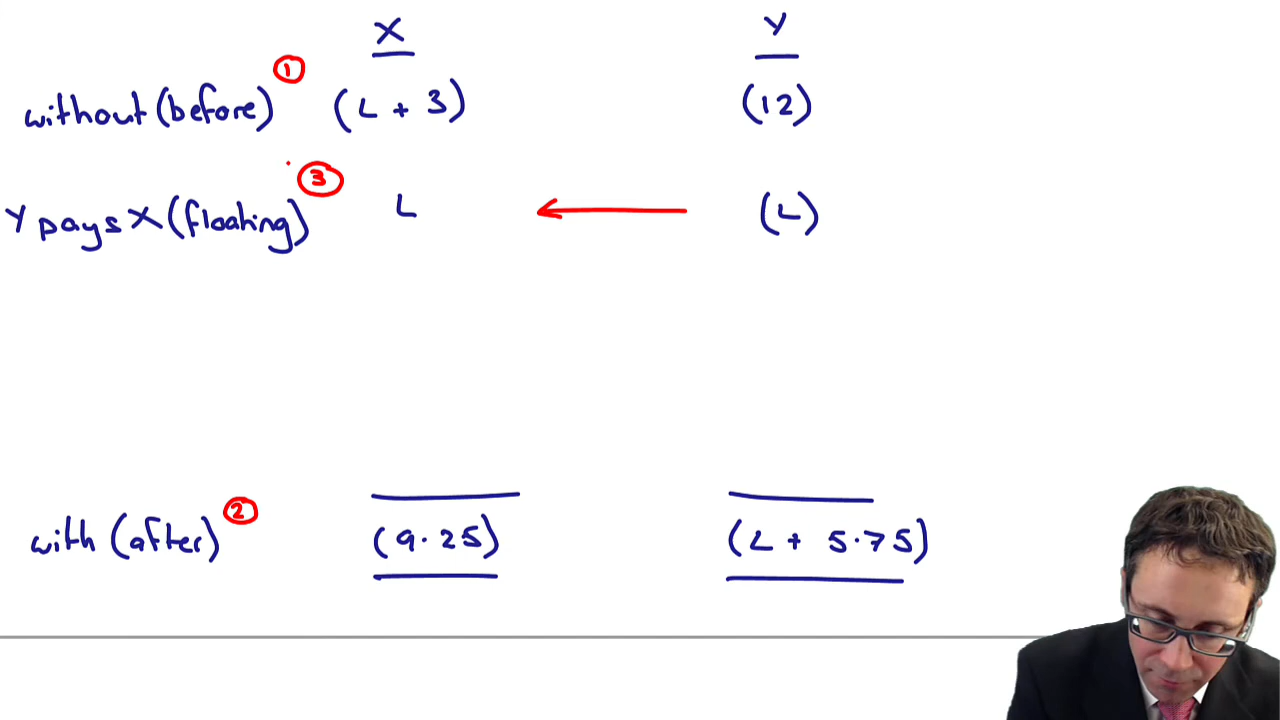 X Y
without (before) ① (L + 3) (12)
Y pays X (floating) ③ L (L)
with (after) ② (9.25) (L + 5.75)